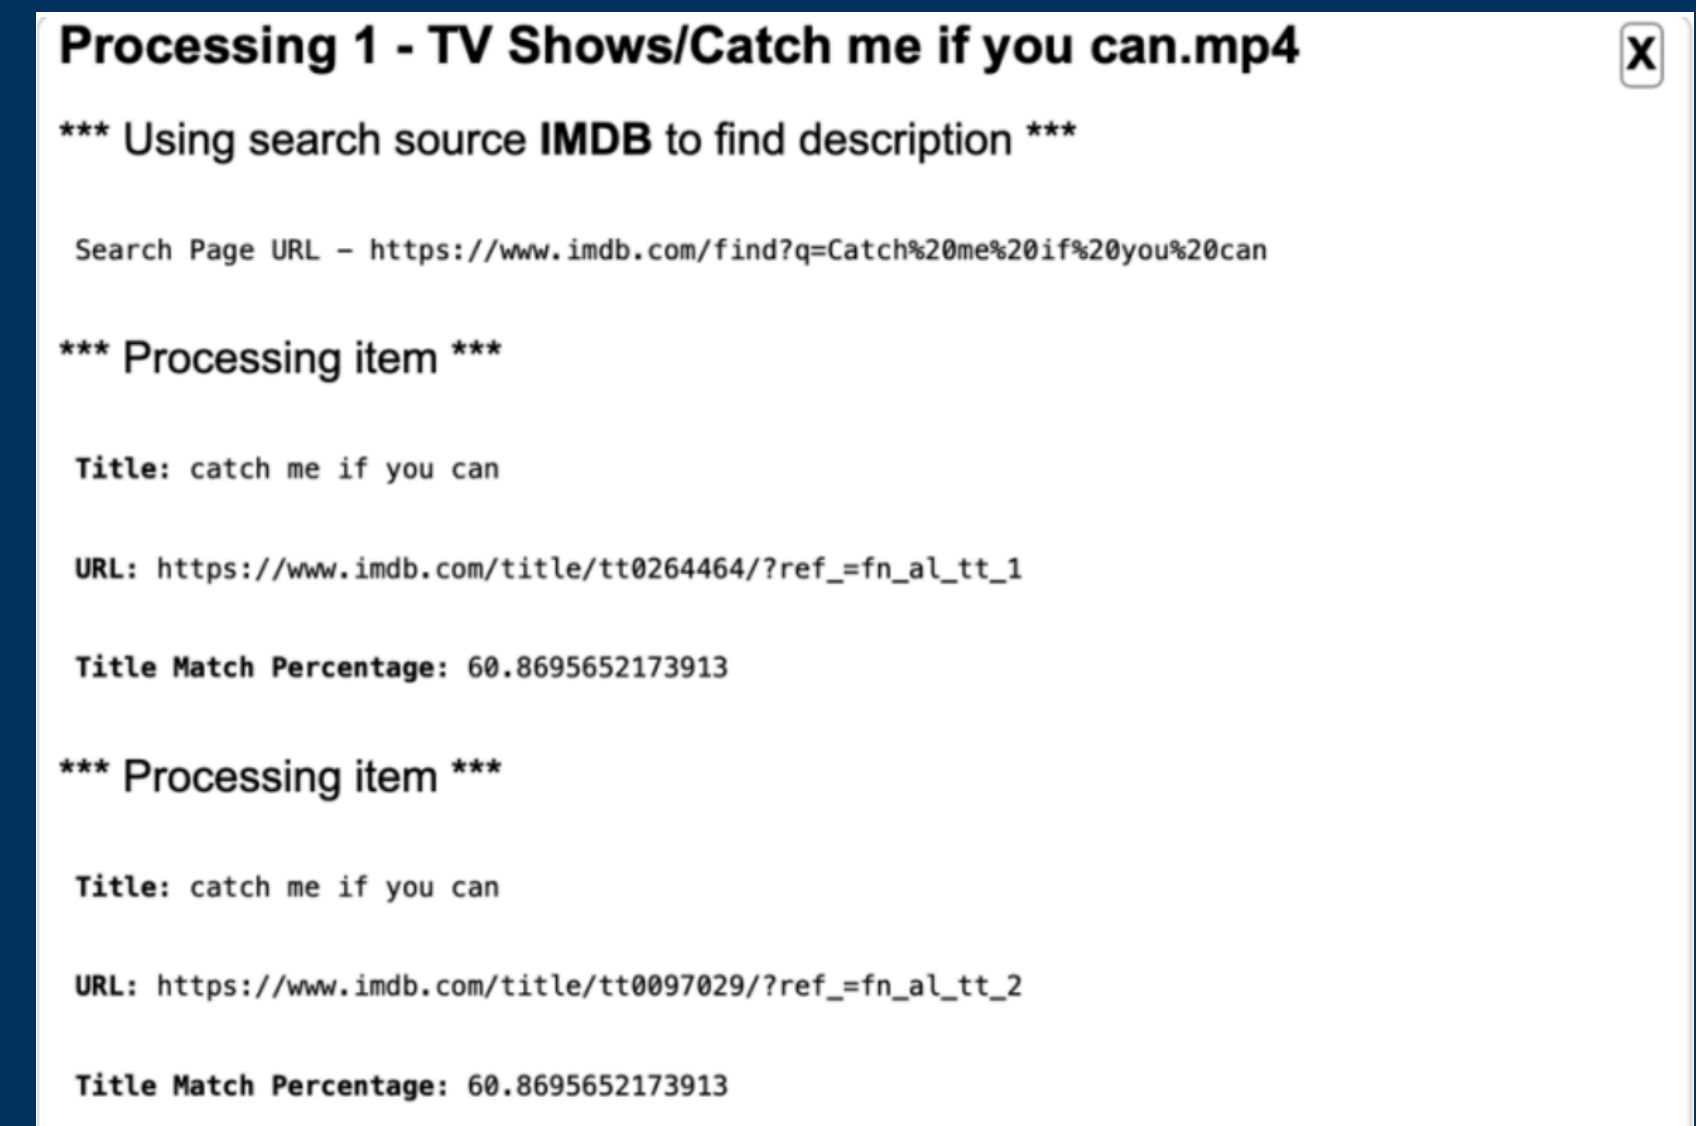 Processing 1 - TV Shows/Catch me if you can.mp4
X
*** Using search source IMDB to find description ***
Search Page URL – https://www.imdb.com/find?q=Catch%20me%20if%20you%20can
*** Processing item ***
Title: catch me if you can
URL: https://www.imdb.com/title/tt0264464/?ref_=fn_al_tt_1
Title Match Percentage: 60.8695652173913
*** Processing item ***
Title: catch me if you can
URL: https://www.imdb.com/title/tt0097029/?ref_=fn_al_tt_2
Title Match Percentage: 60.8695652173913